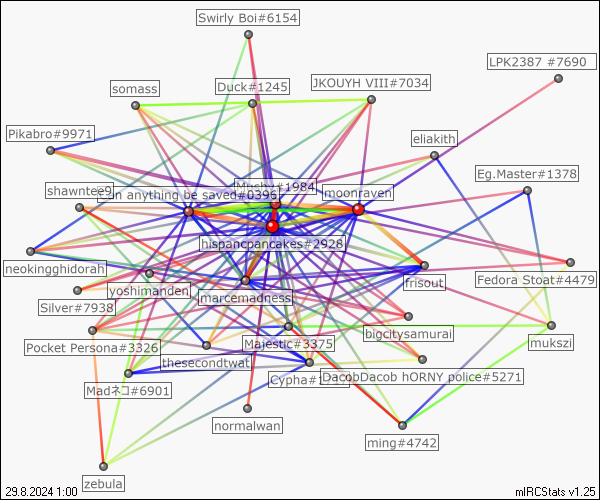 Swirly Boi#6154
LPK2387 #7690
somass
Duck#1245
JKOUYH VIII#7034
Pikabro#9971
eliakith
Eg.Master#1378
shawntee9
an anything be saved#0396
#1984
moonraven
hispancpancakes#2928
neokingghidorah
yoshimanden
frisout
Fedora Stoat#4479
Silver#7938
marcemadness
bigcitysamurai
Pocket Persona#3326
Majestic#3375
mukszi
thesecondtwat
Cypha#
DacobDacob hORNY police#5271
Madネコ#6901
normalwan
ming#4742
zebula
29.8.2024 1:00
mIRCStats v1.25